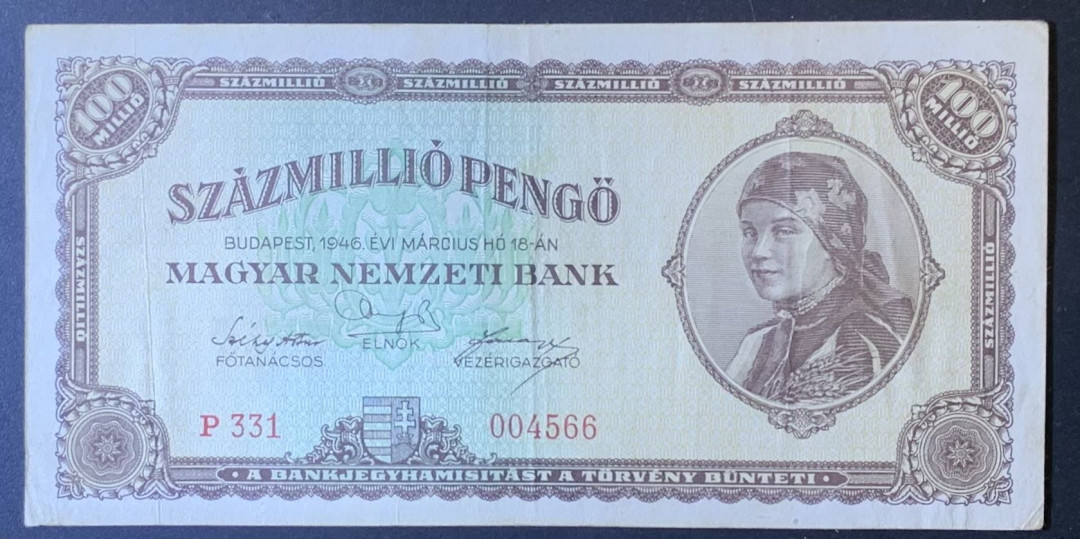 SZÁZMILLIÓ SZÁZMILLIÓ SZÁZMILLIÓ SZÁZMILLIÓ
100 MILLIÓ
100 MILLIÓ
SZÁZMILLIÓ PENGŐ
BUDAPEST, 1946. ÉVI MÁRCIUS HÓ 18-ÁN
MAGYAR NEMZETI BANK
ELNÖK
FŐTANÁCSOS VEZÉRIGAZGATÓ
SZÁZMILLIÓ
SZÁZMILLIÓ
P 331 004566
• A BANKJEGYHAMISÍTÁST A TÖRVÉNY BÜNTETI •